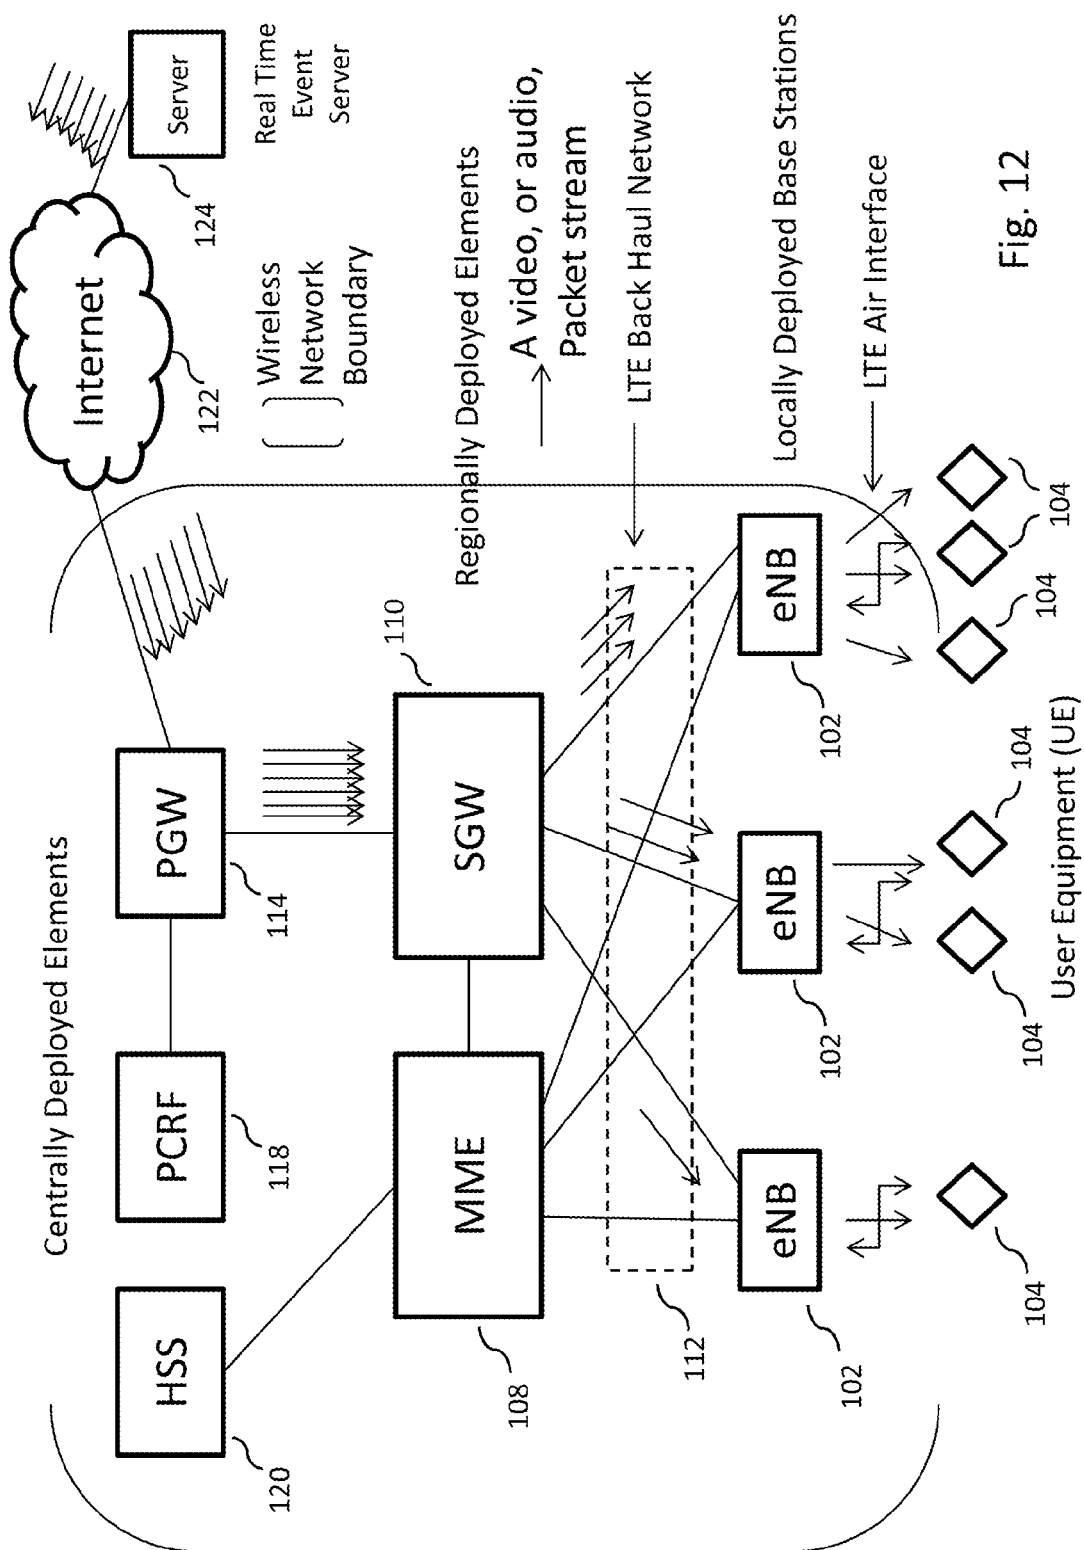 Centrally Deployed Elements
HSS
120
PCRF
118
PGW
114
Internet
122
Server
124
Real Time
Event
Server
Wireless
Network
Boundary
MME
108
SGW
110
Regionally Deployed Elements
A video, or audio,
Packet stream
LTE Back Haul Network
112
Locally Deployed Base Stations
eNB
102
eNB
102
eNB
102
LTE Air Interface
104
104
104
104
104
User Equipment (UE)
Fig. 12